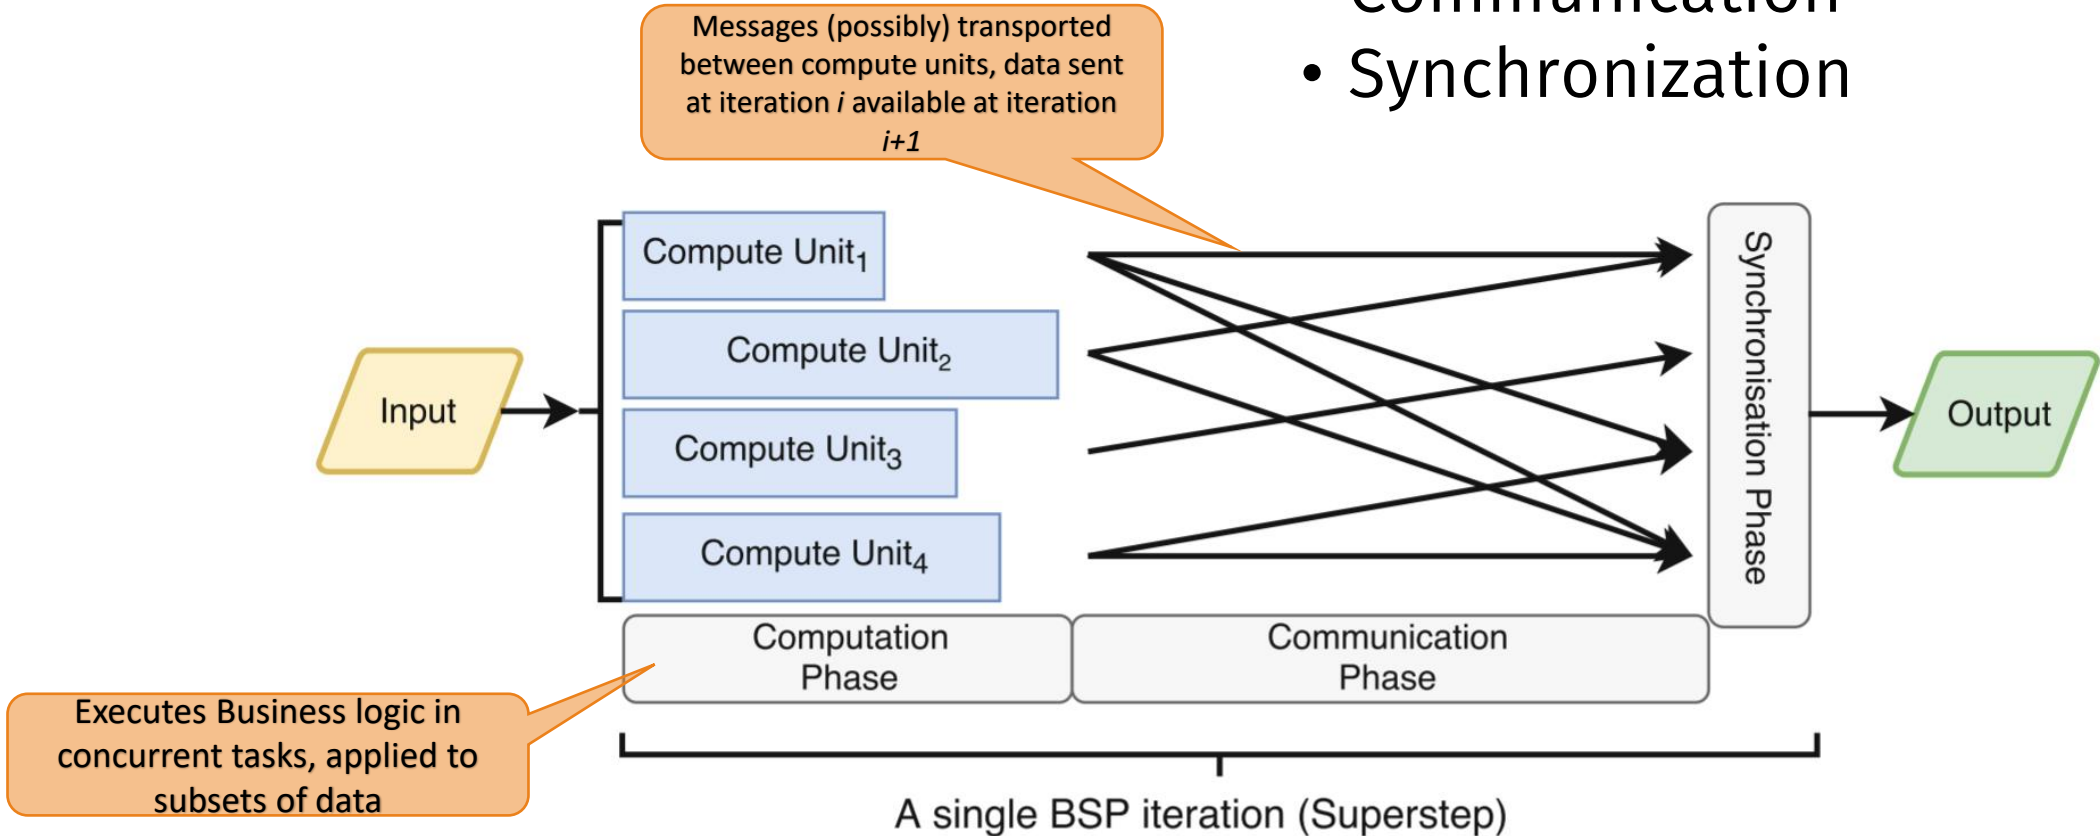 Communication
• Synchronization
Messages (possibly) transported
between compute units, data sent
at iteration i available at iteration
i+1
Compute Unit1
Compute Unit2
Compute Unit3
Compute Unit4
Input
Synchronisation Phase
Output
Computation
Phase
Communication
Phase
Executes Business logic in
concurrent tasks, applied to
subsets of data
A single BSP iteration (Superstep)